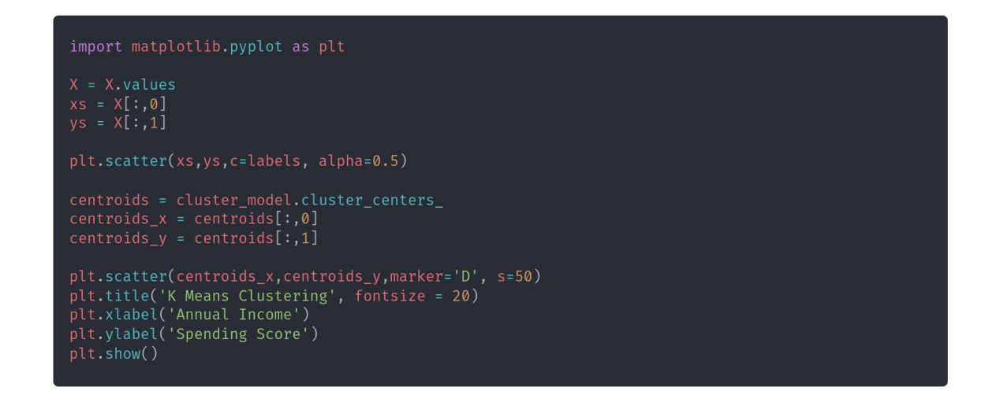 import matplotlib.pyplot as plt
X = X.values
xs = X[:,0]
ys = X[:,1]
plt.scatter(xs,ys,c=labels, alpha=0.5)
centroids = cluster_model.cluster_centers_
centroids_x = centroids[:,0]
centroids_y = centroids[:,1]
plt.scatter(centroids_x,centroids_y,marker='D', s=50)
plt.title('K Means Clustering', fontsize = 20)
plt.xlabel('Annual Income')
plt.ylabel('Spending Score')
plt.show()